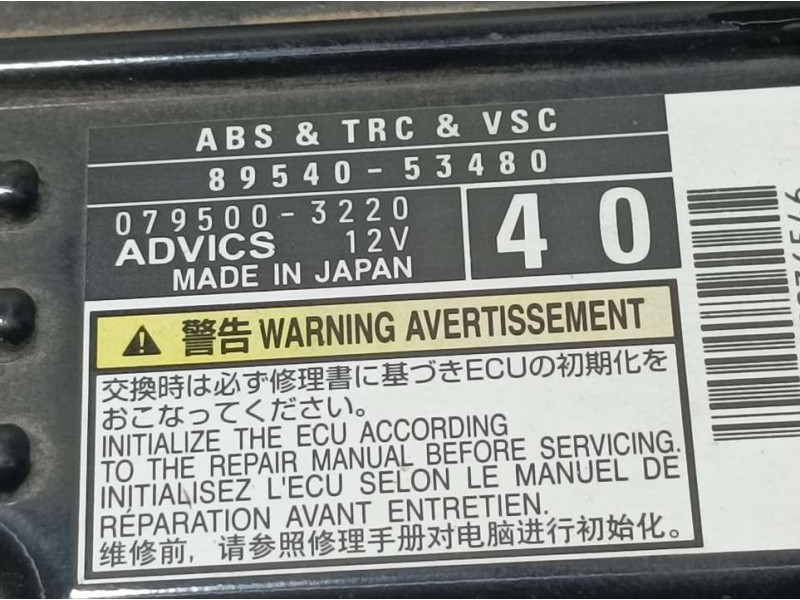 ABS & TRC & VSC
89540-53480
079500-3220
ADVICS 12V
MADE IN JAPAN
40
警告 WARNING AVERTISSEMENT
交換時は必ず修理書に基づきECUの初期化を
おこなってください。
INITIALIZE THE ECU ACCORDING
TO THE REPAIR MANUAL BEFORE SERVICING.
INITIALISEZ L'ECU SELON LE MANUEL DE
RÉPARATION AVANT ENTRETIEN.
维修前，请参照修理手册对电脑进行初始化。